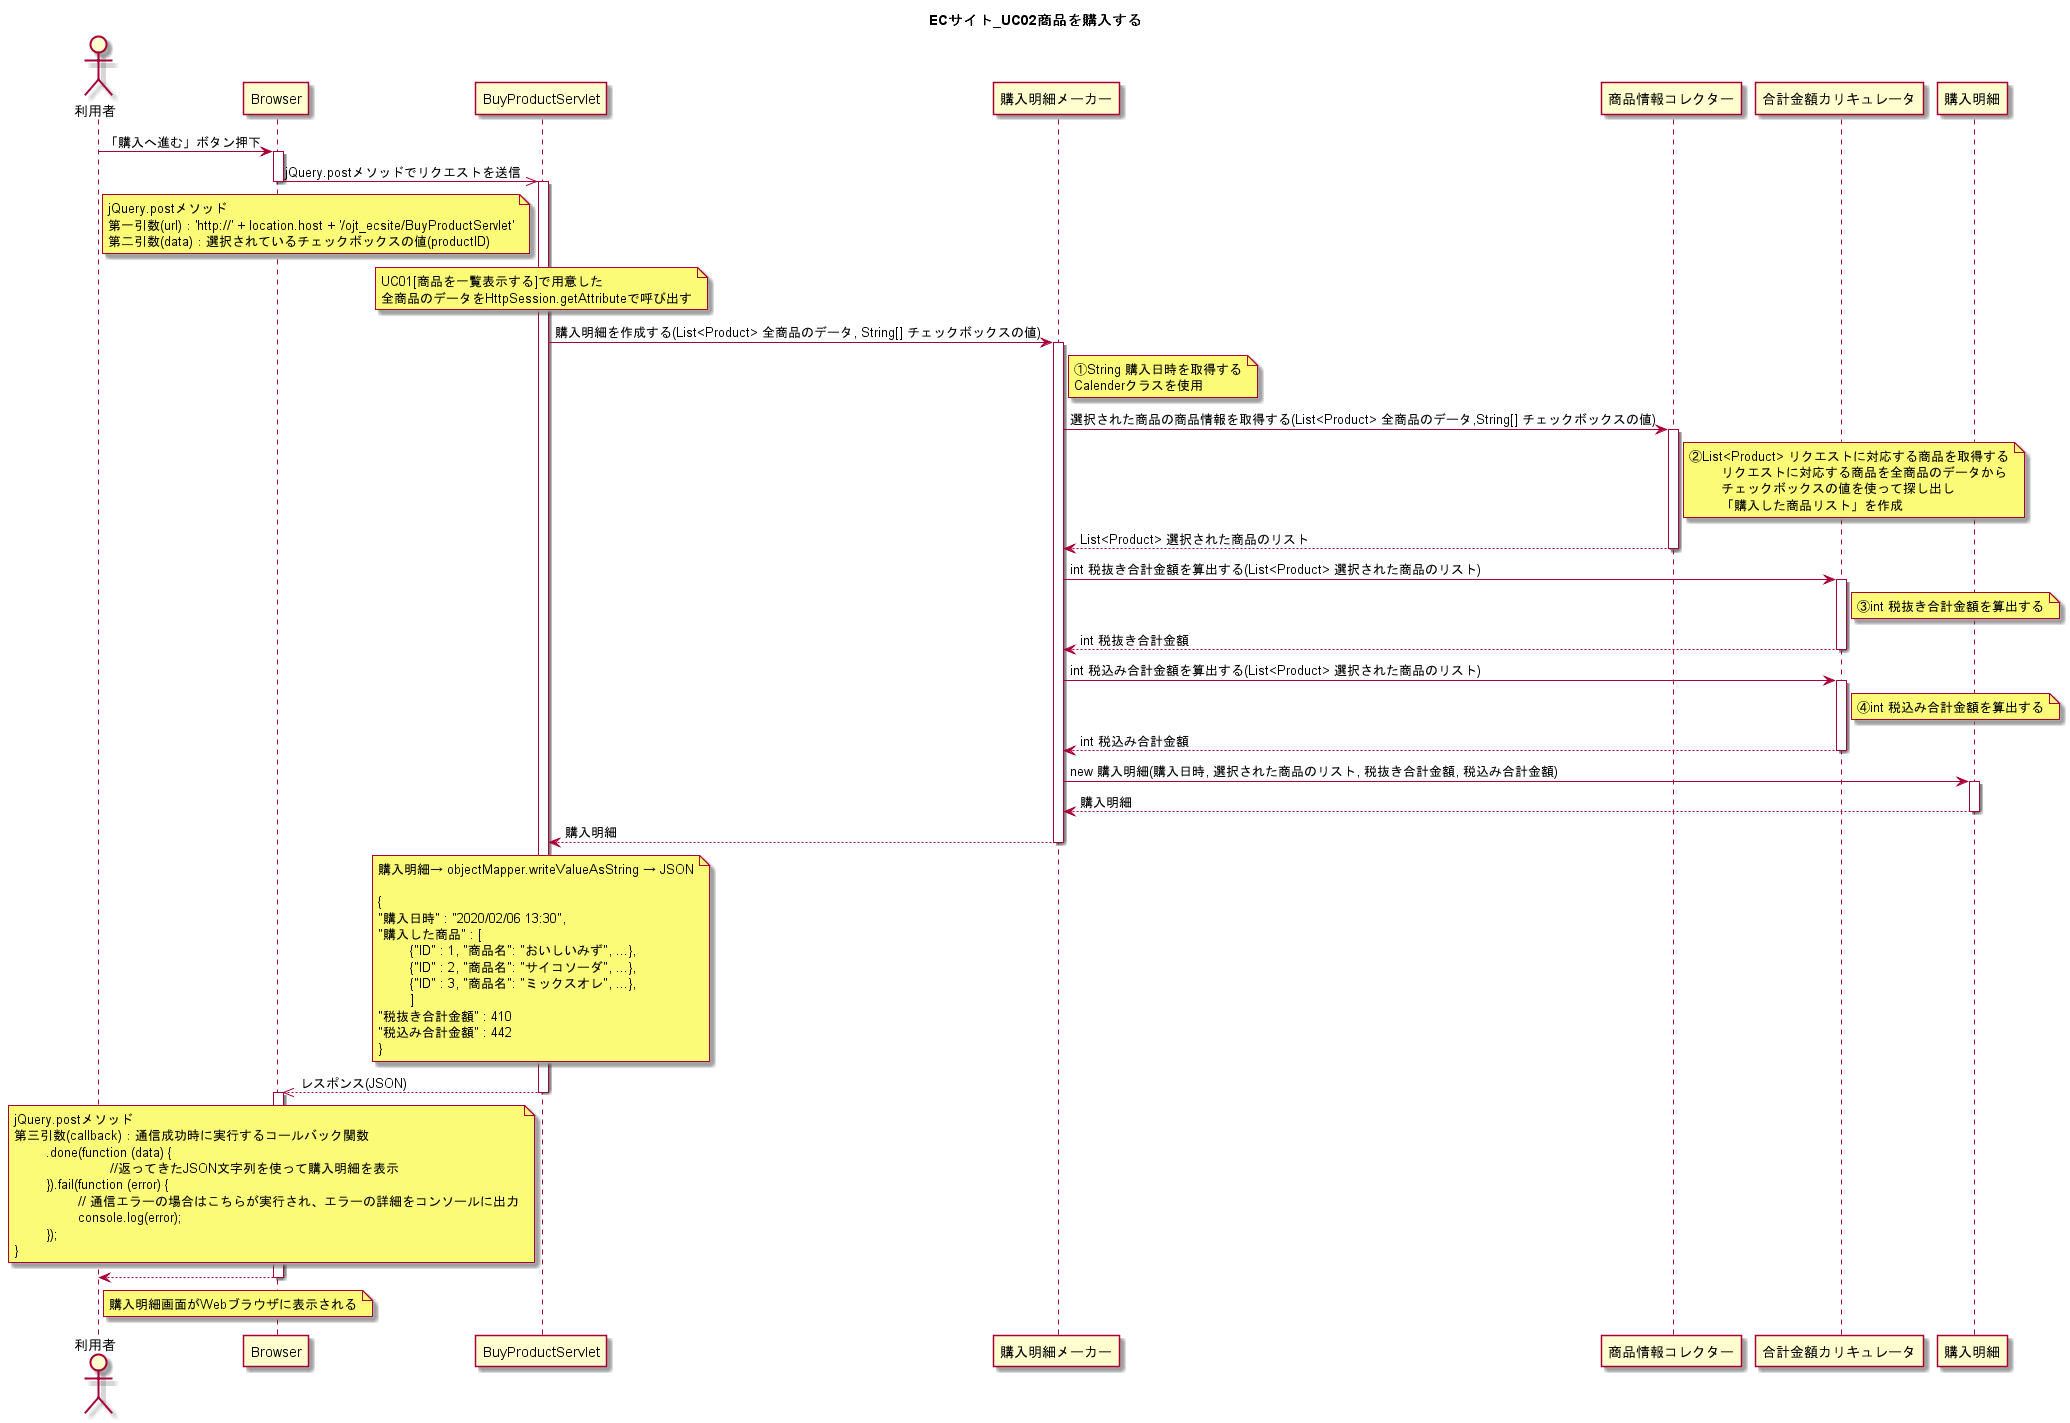 ECサイト_UC02商品を購入する
利用者
Browser
BuyProductServlet
購入明細メーカー
商品情報コレクター
合計金額カリキュレータ
購入明細
「購入へ進む」ボタン押下
jQuery.postメソッドでリクエストを送信
jQuery.postメソッド
第一引数(url) : 'http://' + location.host + '/ojt_ecsite/BuyProductServlet'
第二引数(data) : 選択されているチェックボックスの値(productID)
UC01[商品を一覧表示する]で用意した
全商品のデータをHttpSession.getAttributeで呼び出す
購入明細を作成する(List<Product> 全商品のデータ, String[] チェックボックスの値)
①String 購入日時を取得する
Calenderクラスを使用
選択された商品の商品情報を取得する(List<Product> 全商品のデータ,String[] チェックボックスの値)
②List<Product> リクエストに対応する商品を取得する
リクエストに対応する商品を全商品のデータから
チェックボックスの値を使って探し出し
「購入した商品リスト」を作成
List<Product> 選択された商品のリスト
int 税抜き合計金額を算出する(List<Product> 選択された商品のリスト)
③int 税抜き合計金額を算出する
int 税抜き合計金額
int 税込み合計金額を算出する(List<Product> 選択された商品のリスト)
④int 税込み合計金額を算出する
int 税込み合計金額
new 購入明細(購入日時, 選択された商品のリスト, 税抜き合計金額, 税込み合計金額)
購入明細
購入明細
購入明細→ objectMapper.writeValueAsString → JSON
{
"購入日時" : "2020/02/06 13:30",
"購入した商品" : [
{"ID" : 1, "商品名": "おいしいみず", ...},
{"ID" : 2, "商品名": "サイコソーダ", ...},
{"ID" : 3, "商品名": "ミックスオレ", ...},
]
"税抜き合計金額" : 410
"税込み合計金額" : 442
}
レスポンス(JSON)
jQuery.postメソッド
第三引数(callback) : 通信成功時に実行するコールバック関数
.done(function (data) {
//返ってきたJSON文字列を使って購入明細を表示
}).fail(function (error) {
// 通信エラーの場合はこちらが実行され、エラーの詳細をコンソールに出力
console.log(error);
});
}
購入明細画面がWebブラウザに表示される
利用者
Browser
BuyProductServlet
購入明細メーカー
商品情報コレクター
合計金額カリキュレータ
購入明細